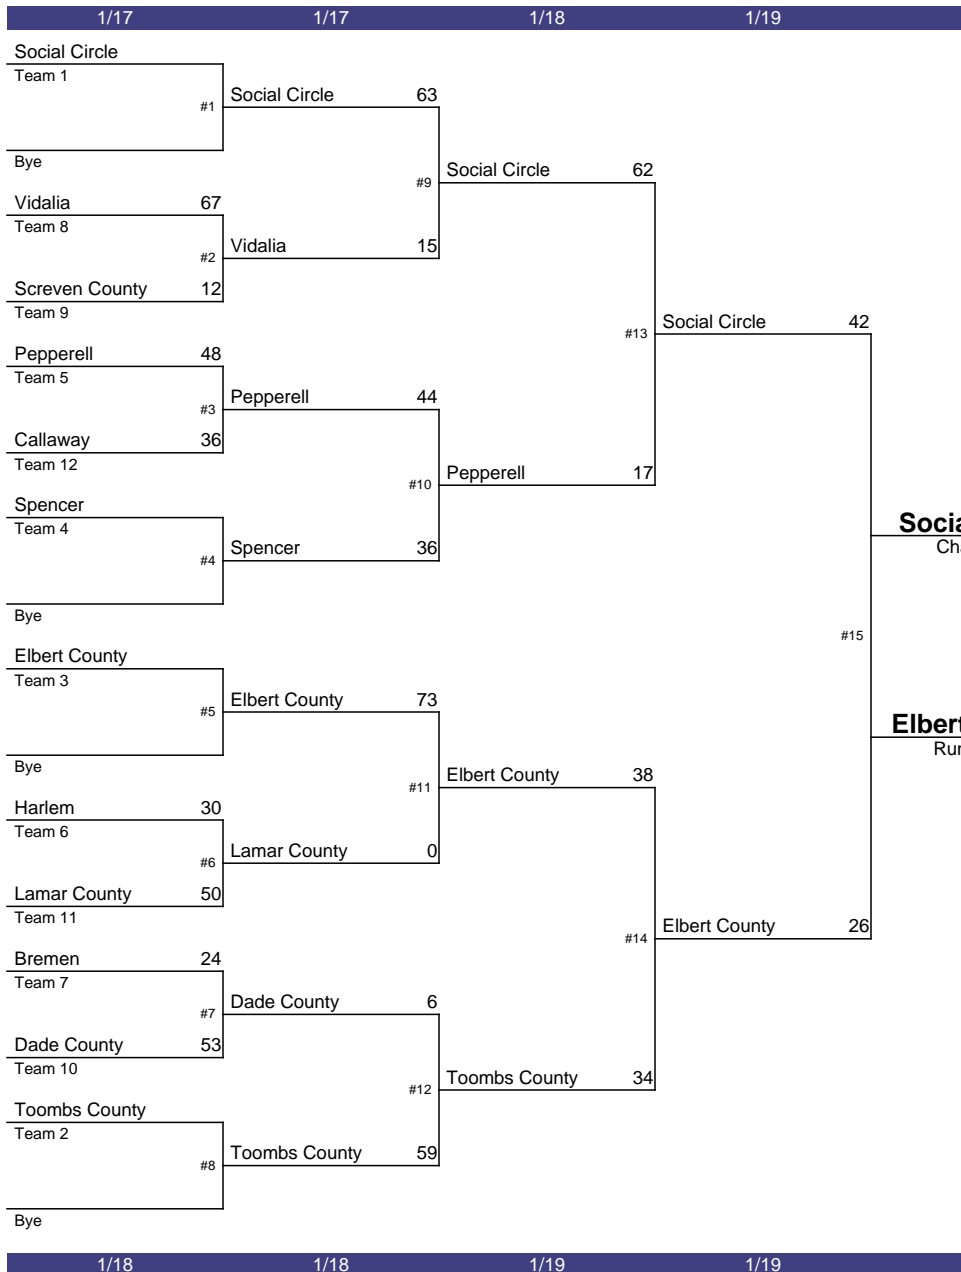 1/17 1/17 1/18 1/19
Social Circle
Team 1
#1 Social Circle 63
Bye
#9 Social Circle 62
Vidalia 67
Team 8
#2 Vidalia 15
Screven County 12
Team 9
#13 Social Circle 42
Pepperell 48
Team 5
#3 Pepperell 44
Callaway 36
Team 12
#10 Pepperell 17
Spencer
Team 4
#4 Spencer 36
Bye
Socia
Cha
#15
Elbert County
Team 3
#5 Elbert County 73
Bye
Elbert
Run
#11 Elbert County 38
Harlem 30
Team 6
#6 Lamar County 0
Lamar County 50
Team 11
#14 Elbert County 26
Bremen 24
Team 7
#7 Dade County 6
Dade County 53
Team 10
#12 Toombs County 34
Toombs County
Team 2
#8 Toombs County 59
Bye
1/18 1/18 1/19 1/19